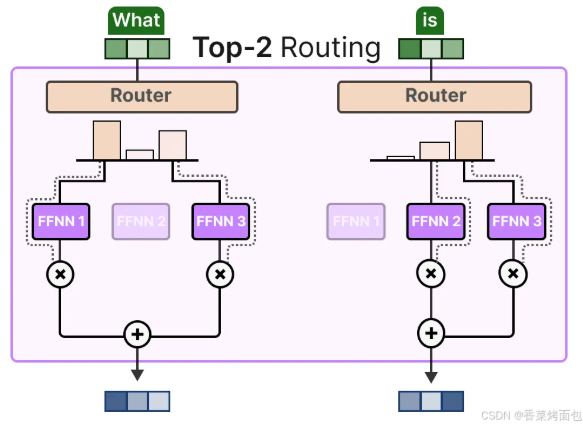 What
is
Top-2 Routing
Router
Router
FFNN 1
FFNN 2
FFNN 3
FFNN 1
FFNN 2
FFNN 3
CSDN @香菜烤面包